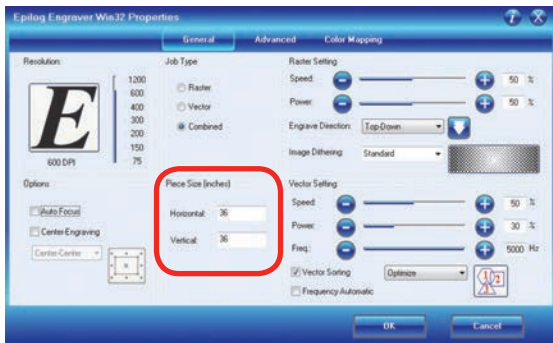 Epilog Engraver Win32 Properties
General Advanced Color Mapping
Resolution
E
600 DPI
1200
600
400
300
200
150
75
Job Type
Raster
Vector
Combined
Raster Setting
Speed: 50 %
Power: 50 %
Engrave Direction: Top-Down
Image Dithering: Standard
Options
Auto Focus
Center-Engraving
Center-Center
Piece Size (inches)
Horizontal: 36
Vertical: 36
Vector Setting
Speed 50 %
Power: 30 %
Freq.: 5000 Hz
Vector Sorting Optimize
1 2
Frequency Automatic
OK Cancel